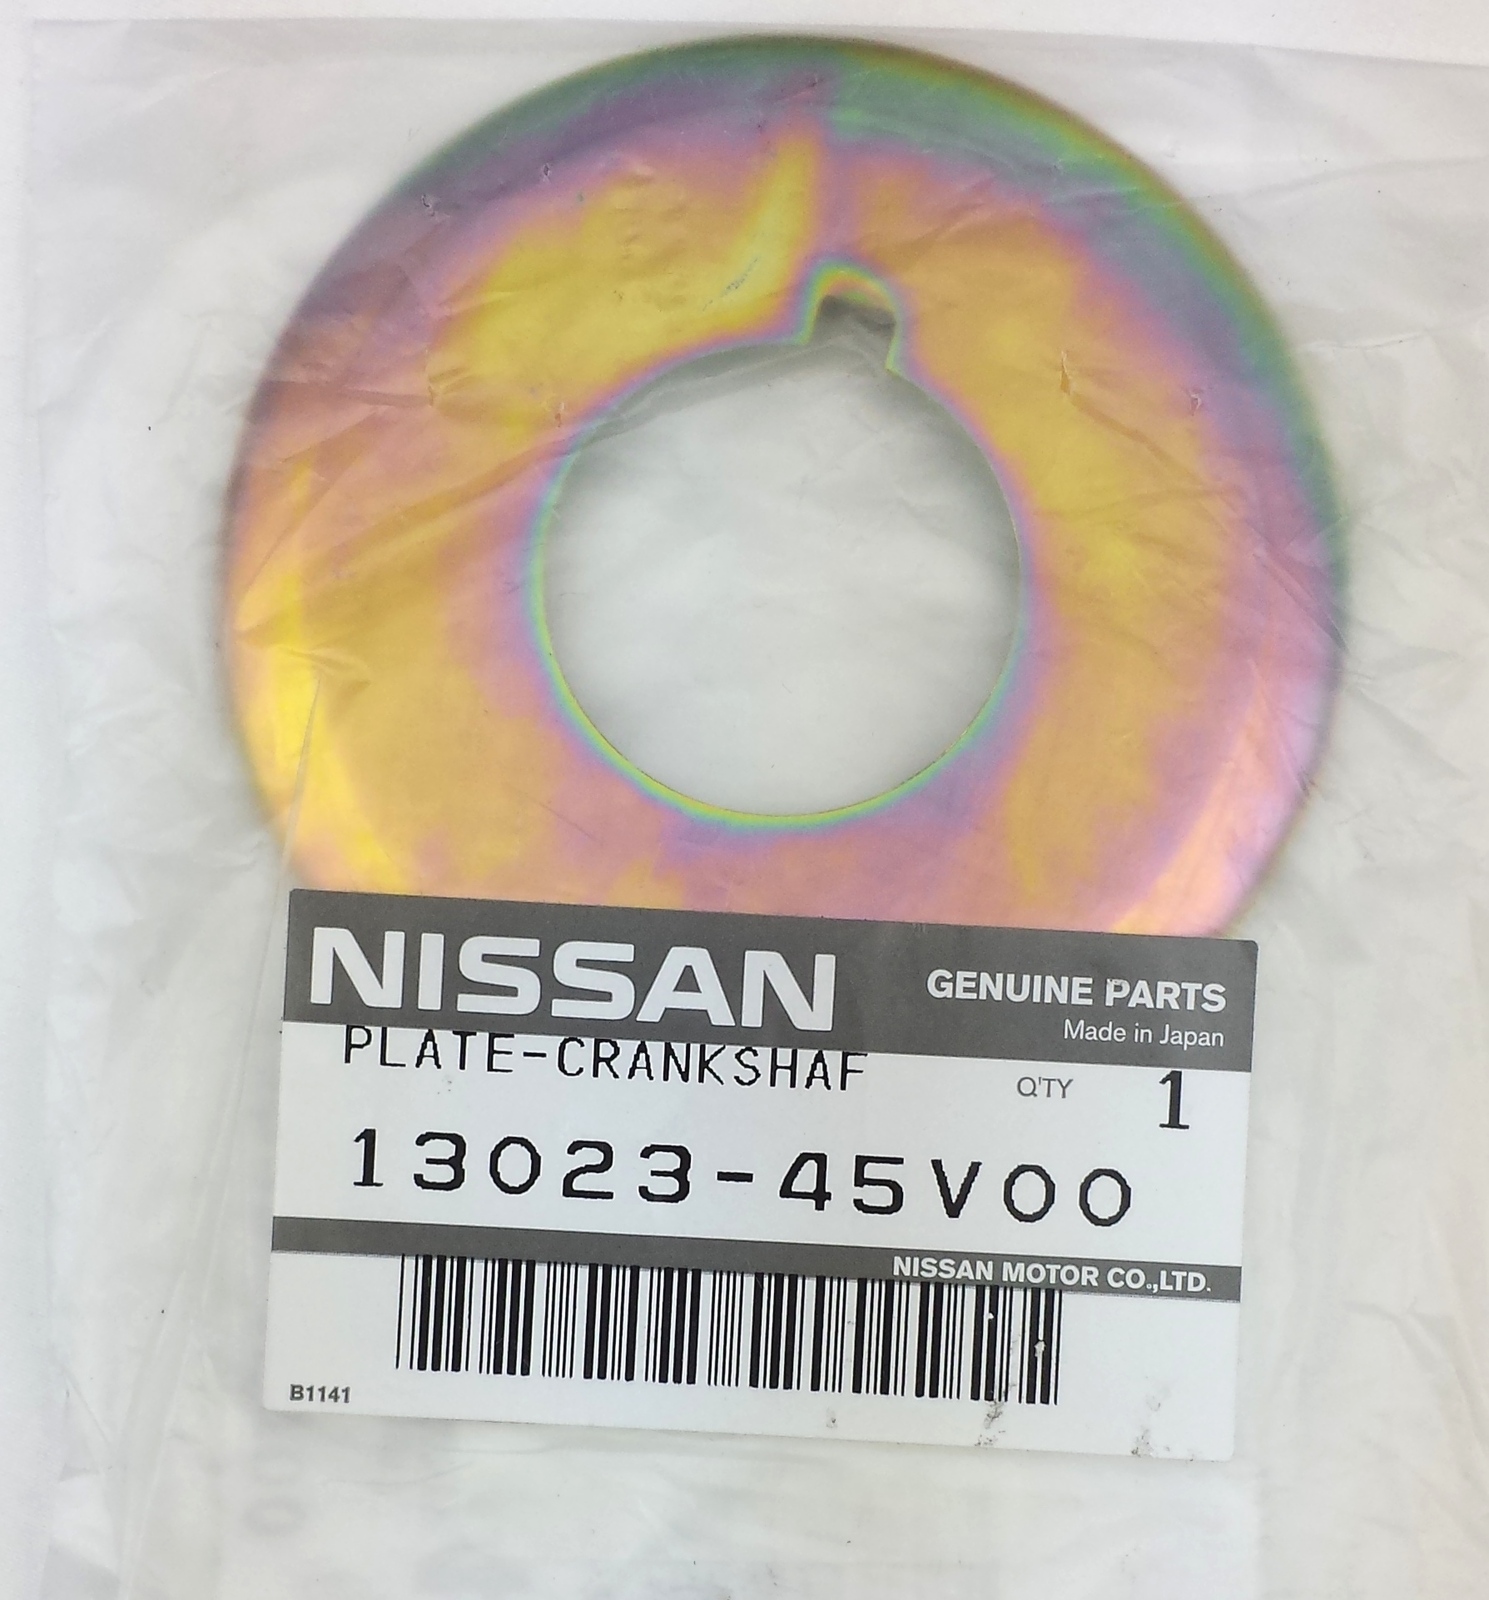 NISSAN
GENUINE PARTS
Made in Japan
PLATE-CRANKSHAF
Q'TY 1
13023-45V00
NISSAN MOTOR CO.,LTD.
B1141